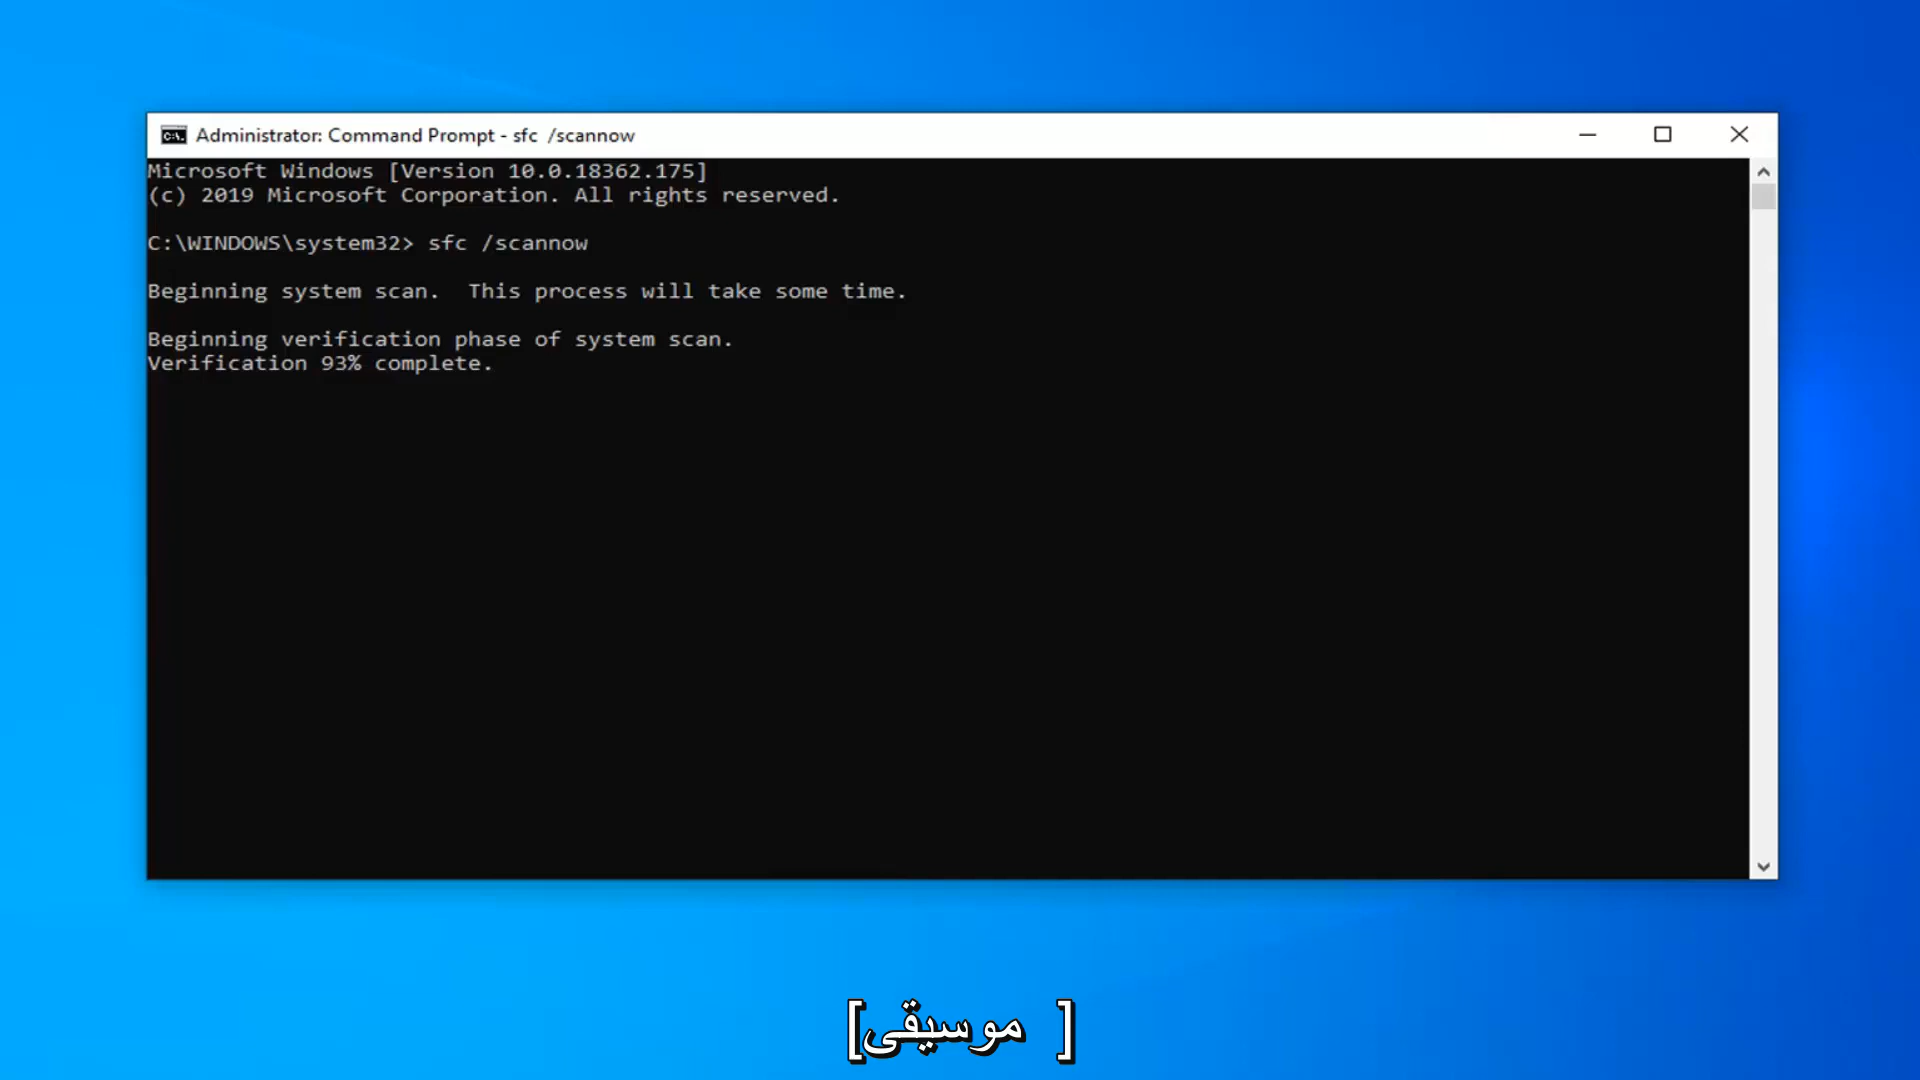 Administrator: Command Prompt - sfc  /scannow
Microsoft Windows [Version 10.0.18362.175]
(c) 2019 Microsoft Corporation. All rights reserved.
C:\WINDOWS\system32> sfc /scannow
Beginning system scan.  This process will take some time.
Beginning verification phase of system scan.
Verification 93% complete.
[ موسيقى]